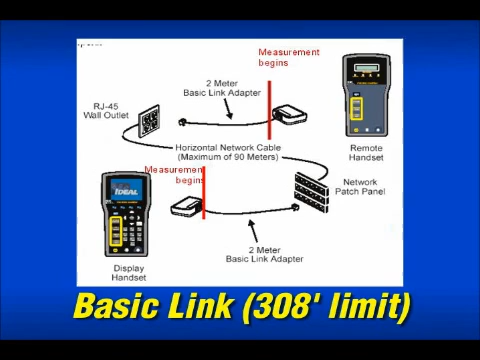 Measurement
begins
2 Meter
Basic Link Adapter
RJ-45
Wall Outlet
Horizontal Network Cable
(Maximum of 90 Meters)
Remote
Handset
Measurement
begins
Network
Patch Panel
IDEAL
2 Meter
Basic Link Adapter
Display
Handset
Basic Link (308' limit)